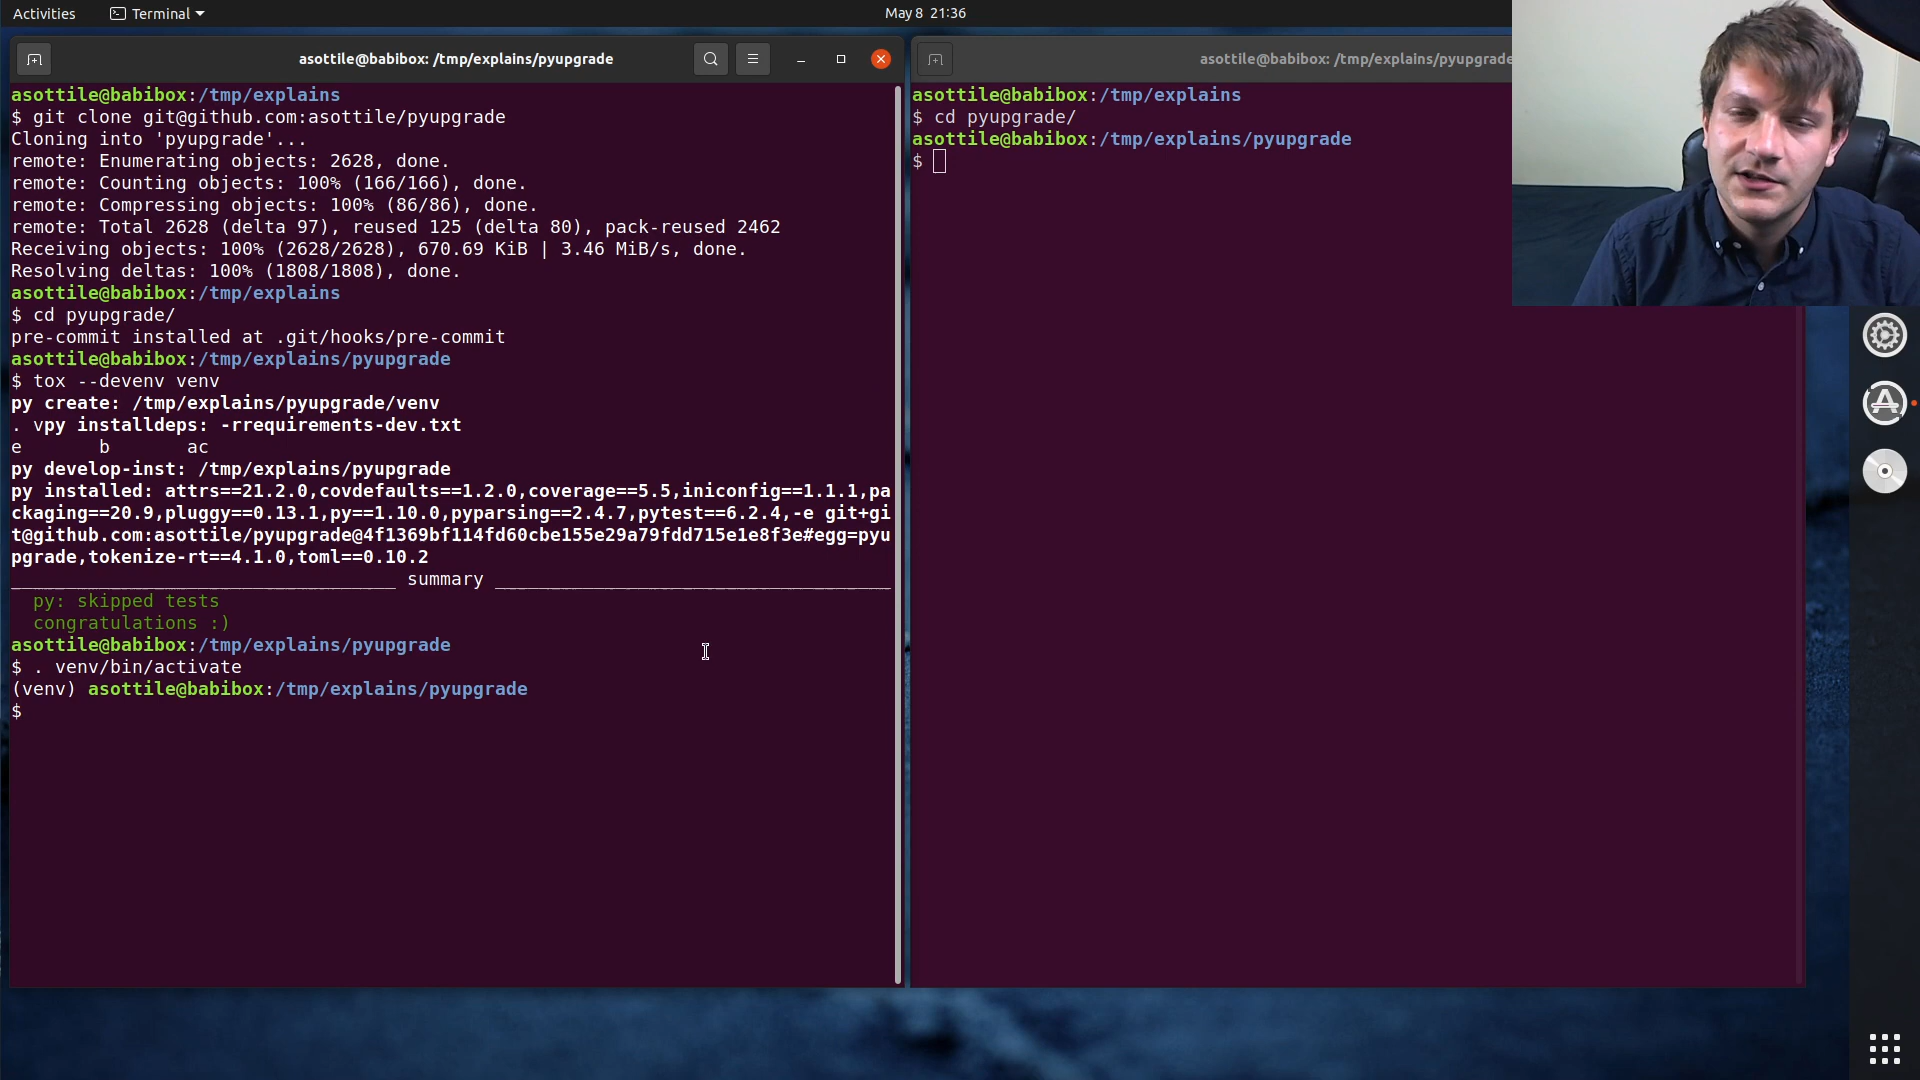 Activities
Terminal
May 8 21:36
asottile@babibox: /tmp/explains/pyupgrade
asottile@babibox:/tmp/explains
$ git clone git@github.com:asottile/pyupgrade
Cloning into 'pyupgrade'...
remote: Enumerating objects: 2628, done.
remote: Counting objects: 100% (166/166), done.
remote: Compressing objects: 100% (86/86), done.
remote: Total 2628 (delta 97), reused 125 (delta 80), pack-reused 2462
Receiving objects: 100% (2628/2628), 670.69 KiB | 3.46 MiB/s, done.
Resolving deltas: 100% (1808/1808), done.
asottile@babibox:/tmp/explains
$ cd pyupgrade/
pre-commit installed at .git/hooks/pre-commit
asottile@babibox:/tmp/explains/pyupgrade
$ tox --devenv venv
py create: /tmp/explains/pyupgrade/venv
. vpy installdeps: -rrequirements-dev.txt
e       b       ac
py develop-inst: /tmp/explains/pyupgrade
py installed: attrs==21.2.0,covdefaults==1.2.0,coverage==5.5,iniconfig==1.1.1,pa
ckaging==20.9,pluggy==0.13.1,py==1.10.0,pyparsing==2.4.7,pytest==6.2.4,-e git+gi
t@github.com:asottile/pyupgrade@4f1369bf114fd60cbe155e29a79fdd715e1e8f3e#egg=pyu
pgrade,tokenize-rt==4.1.0,toml==0.10.2
___________________________________ summary ____________________________________
  py: skipped tests
  congratulations :)
asottile@babibox:/tmp/explains/pyupgrade
$ . venv/bin/activate
(venv) asottile@babibox:/tmp/explains/pyupgrade
$
asottile@babibox: /tmp/explains/pyupgrade
asottile@babibox:/tmp/explains
$ cd pyupgrade/
asottile@babibox:/tmp/explains/pyupgrade
$